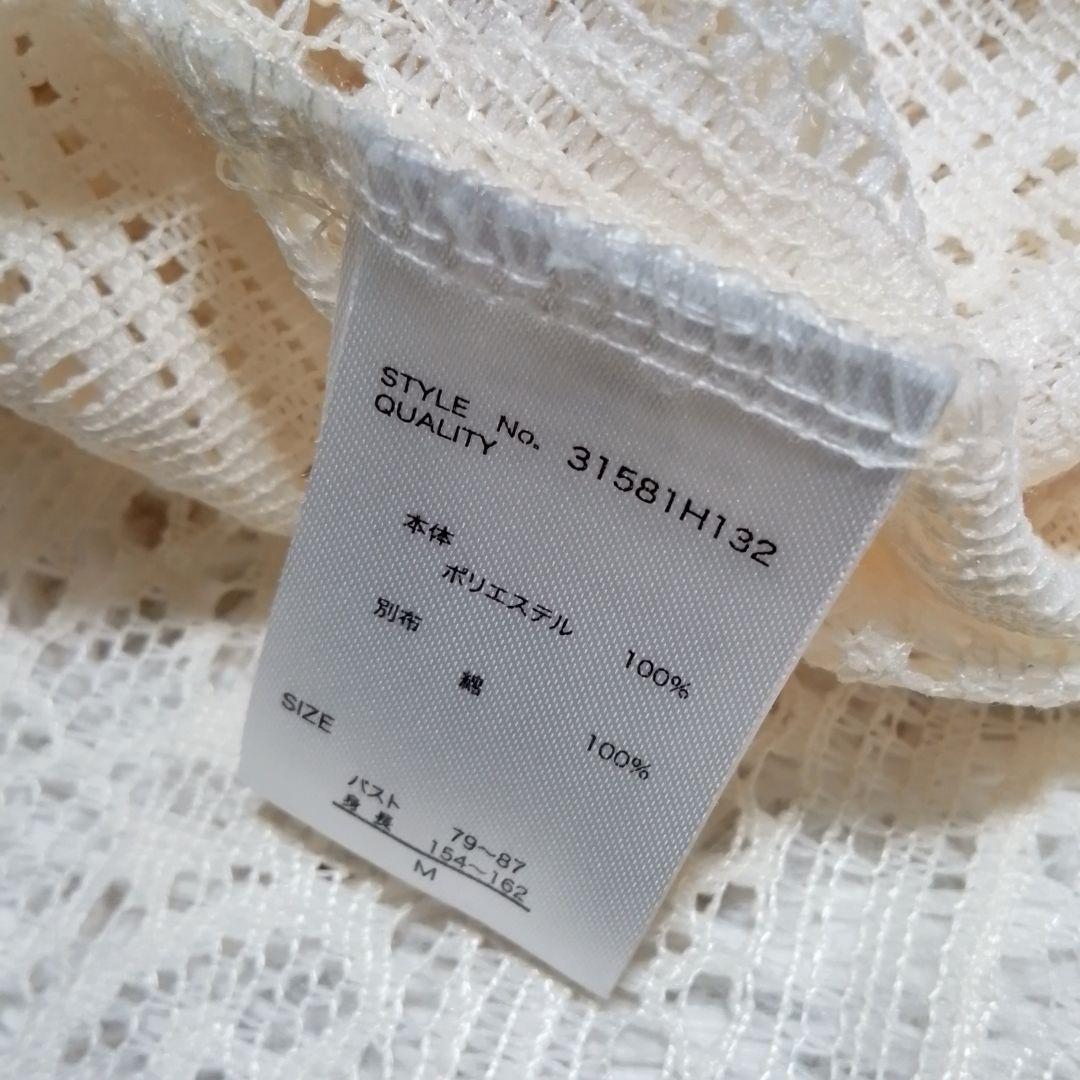 STYLE No. 31581H132
QUALITY
本体
ポリエステル 100%
別布
綿 100%
SIZE
バスト 79〜87
身長 154〜162
M